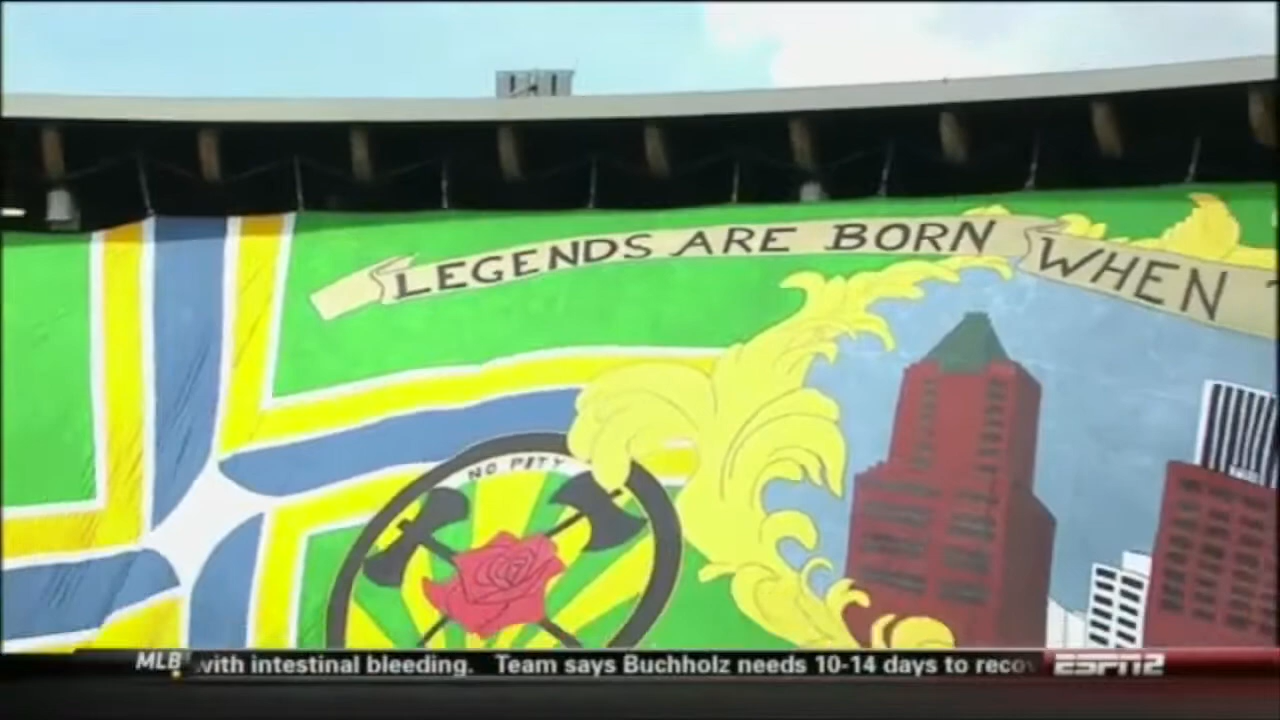 LEGENDS ARE BORN WHEN
NO PITY
MLB with intestinal bleeding. Team says Buchholz needs 10-14 days to reco
ESPN2